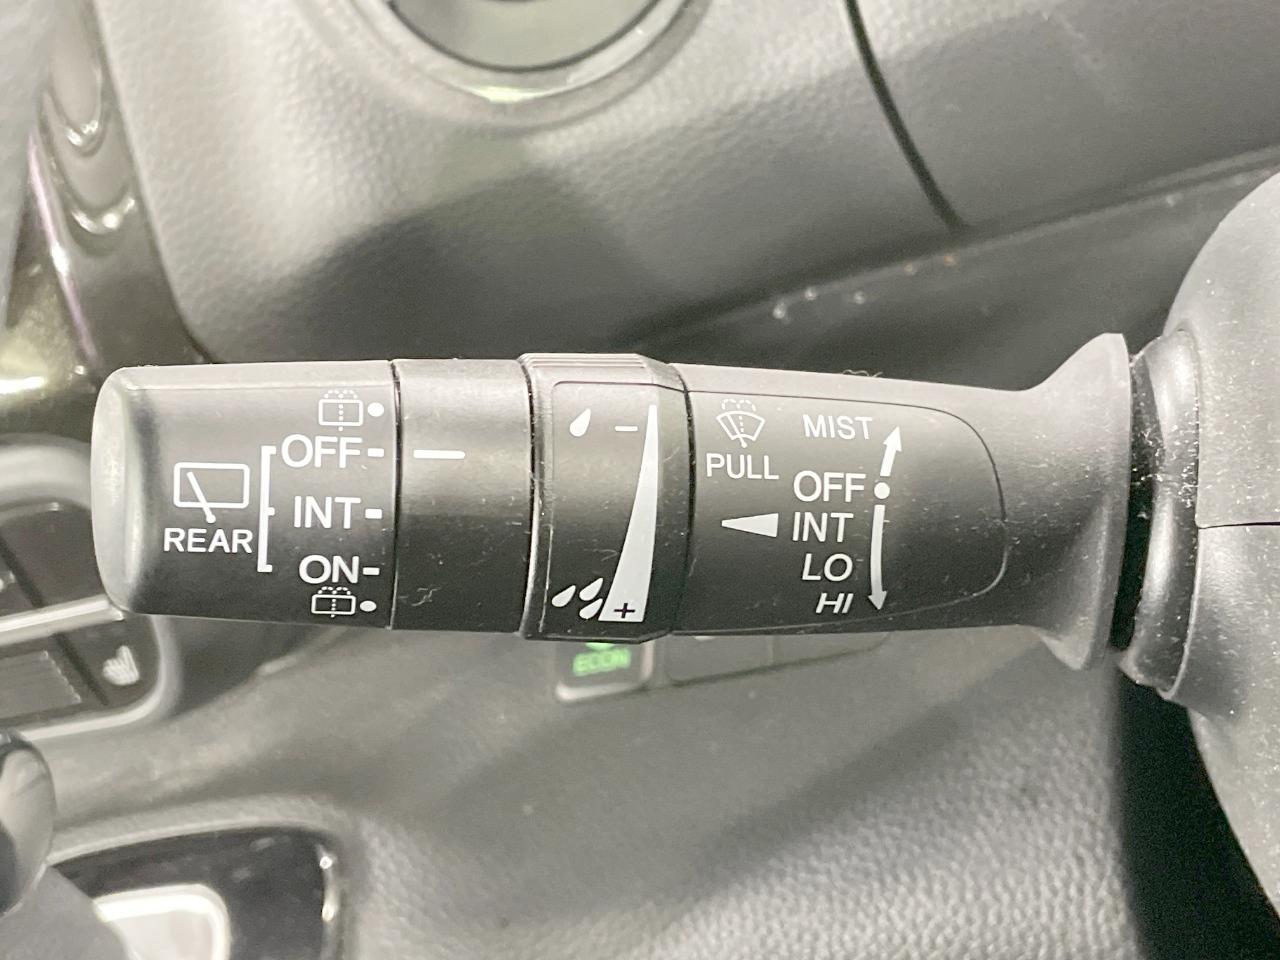 OFF-
INT-
ON-
REAR
—
-
+
PULL
MIST
OFF
INT
LO
HI
ECON